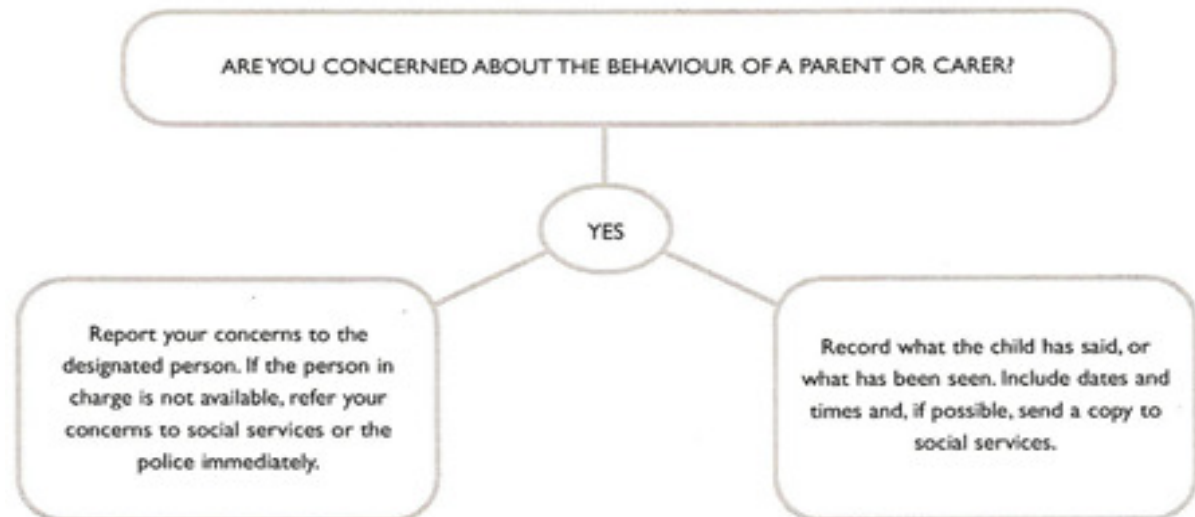 ARE YOU CONCERNED ABOUT THE BEHAVIOUR OF A PARENT OR CARER?
YES
Report your concerns to the
designated person. If the person in
charge is not available, refer your
concerns to social services or the
police immediately.
Record what the child has said, or
what has been seen. Include dates and
times and, if possible, send a copy to
social services.